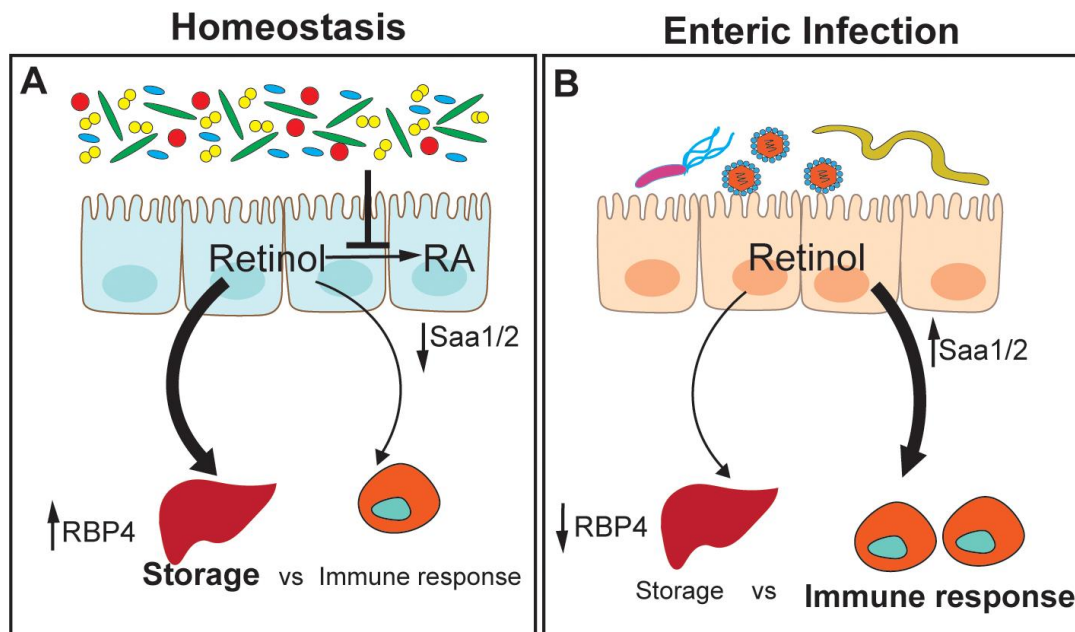 Homeostasis
A
Retinol RA
Saa1/2
RBP4
Storage vs Immune response
Enteric Infection
B
Retinol
Saa1/2
RBP4
Storage vs Immune response